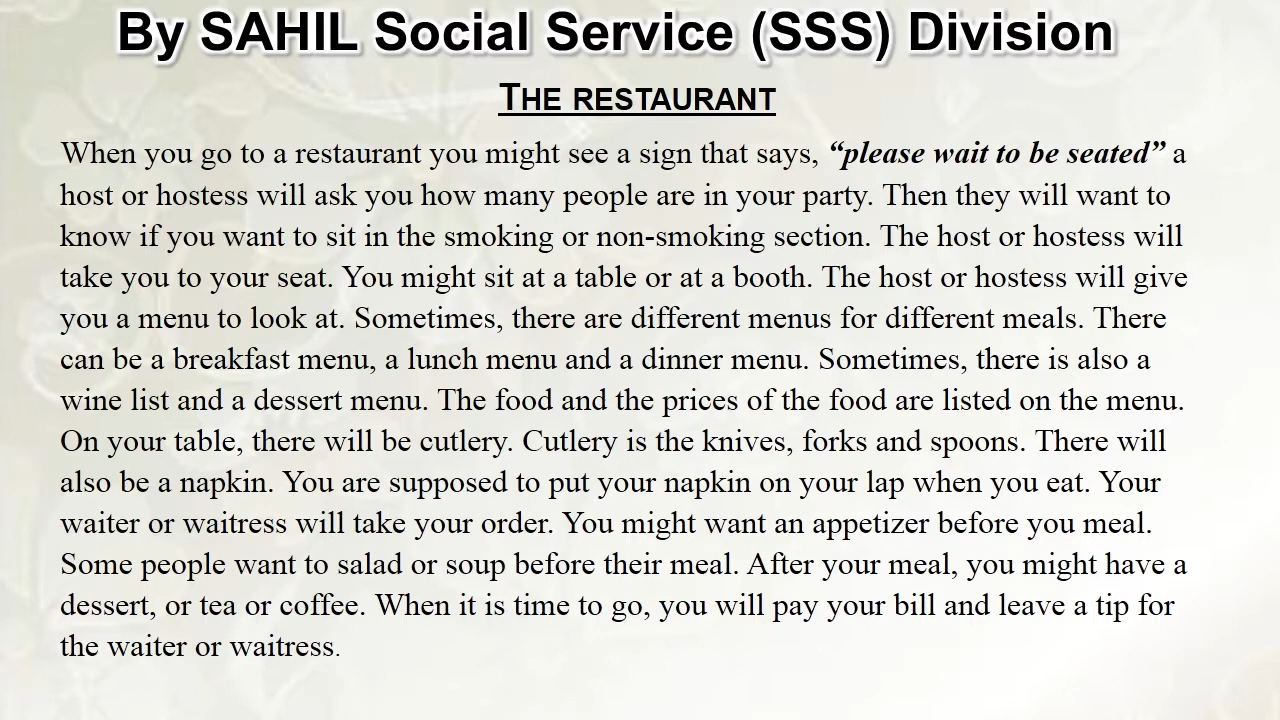 By SAHIL Social Service (SSS) Division
THE RESTAURANT
When you go to a restaurant you might see a sign that says, “please wait to be seated” a
host or hostess will ask you how many people are in your party. Then they will want to
know if you want to sit in the smoking or non-smoking section. The host or hostess will
take you to your seat. You might sit at a table or at a booth. The host or hostess will give
you a menu to look at. Sometimes, there are different menus for different meals. There
can be a breakfast menu, a lunch menu and a dinner menu. Sometimes, there is also a
wine list and a dessert menu. The food and the prices of the food are listed on the menu.
On your table, there will be cutlery. Cutlery is the knives, forks and spoons. There will
also be a napkin. You are supposed to put your napkin on your lap when you eat. Your
waiter or waitress will take your order. You might want an appetizer before you meal.
Some people want to salad or soup before their meal. After your meal, you might have a
dessert, or tea or coffee. When it is time to go, you will pay your bill and leave a tip for
the waiter or waitress.